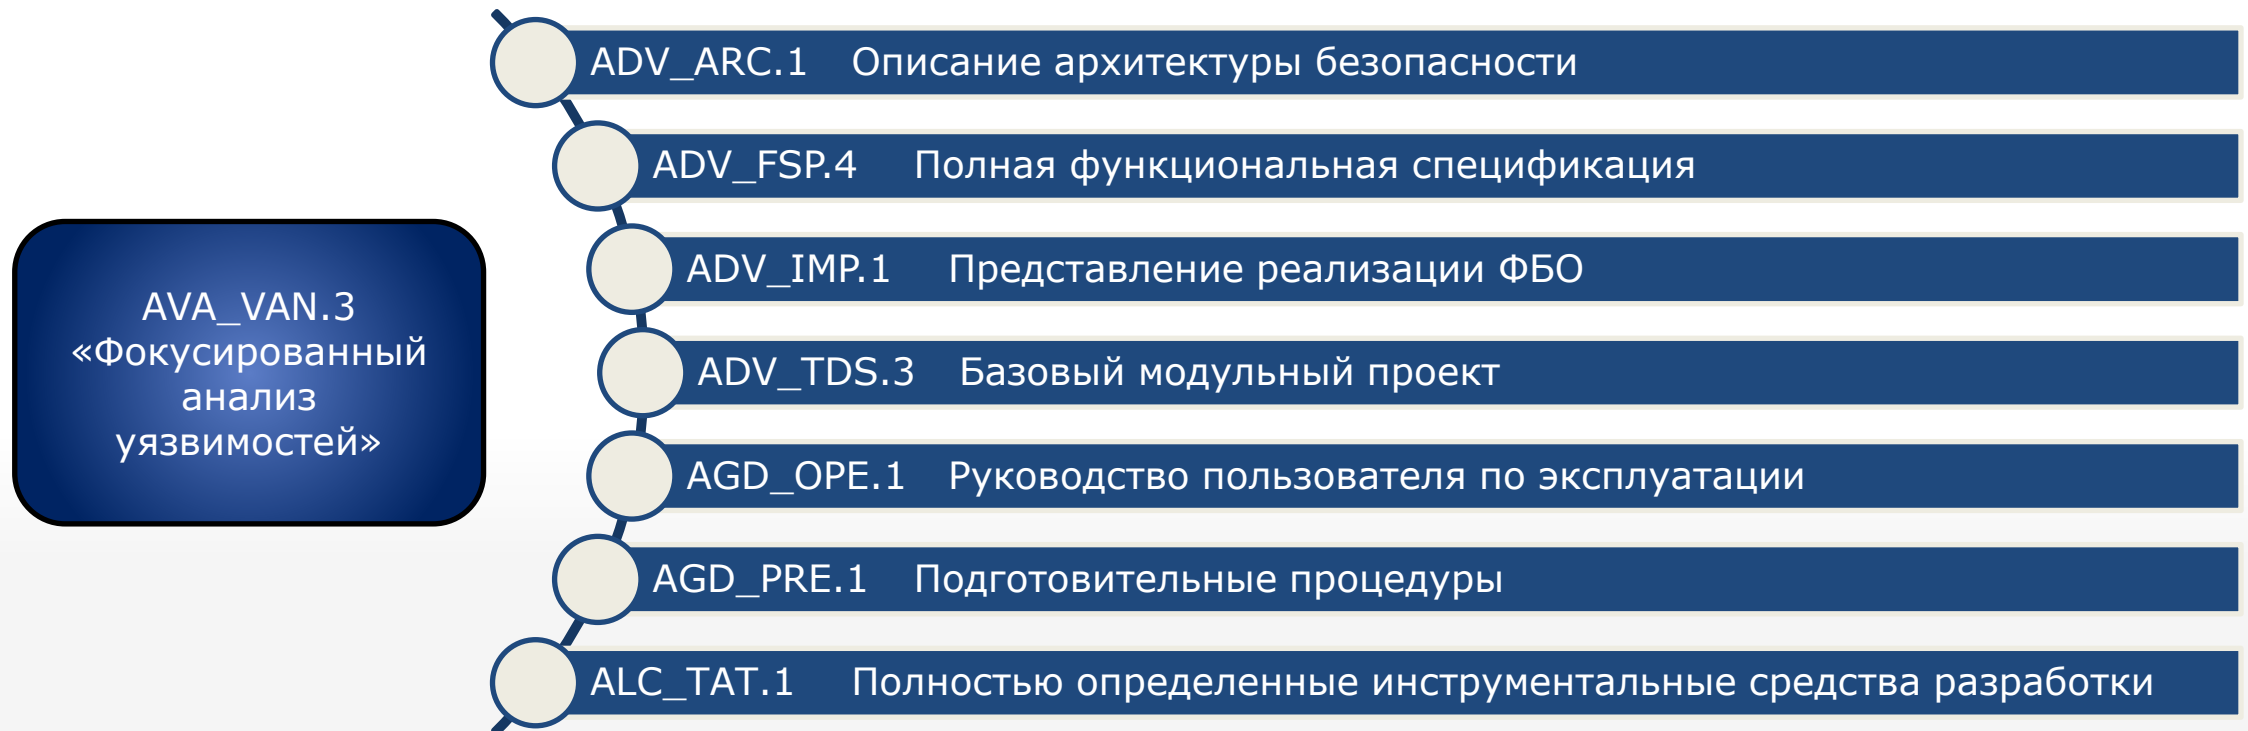 AVA_VAN.3
«Фокусированный
анализ
уязвимостей»
ADV_ARC.1 Описание архитектуры безопасности
ADV_FSP.4 Полная функциональная спецификация
ADV_IMP.1 Представление реализации ФБО
ADV_TDS.3 Базовый модульный проект
AGD_OPE.1 Руководство пользователя по эксплуатации
AGD_PRE.1 Подготовительные процедуры
ALC_TAT.1 Полностью определенные инструментальные средства разработки